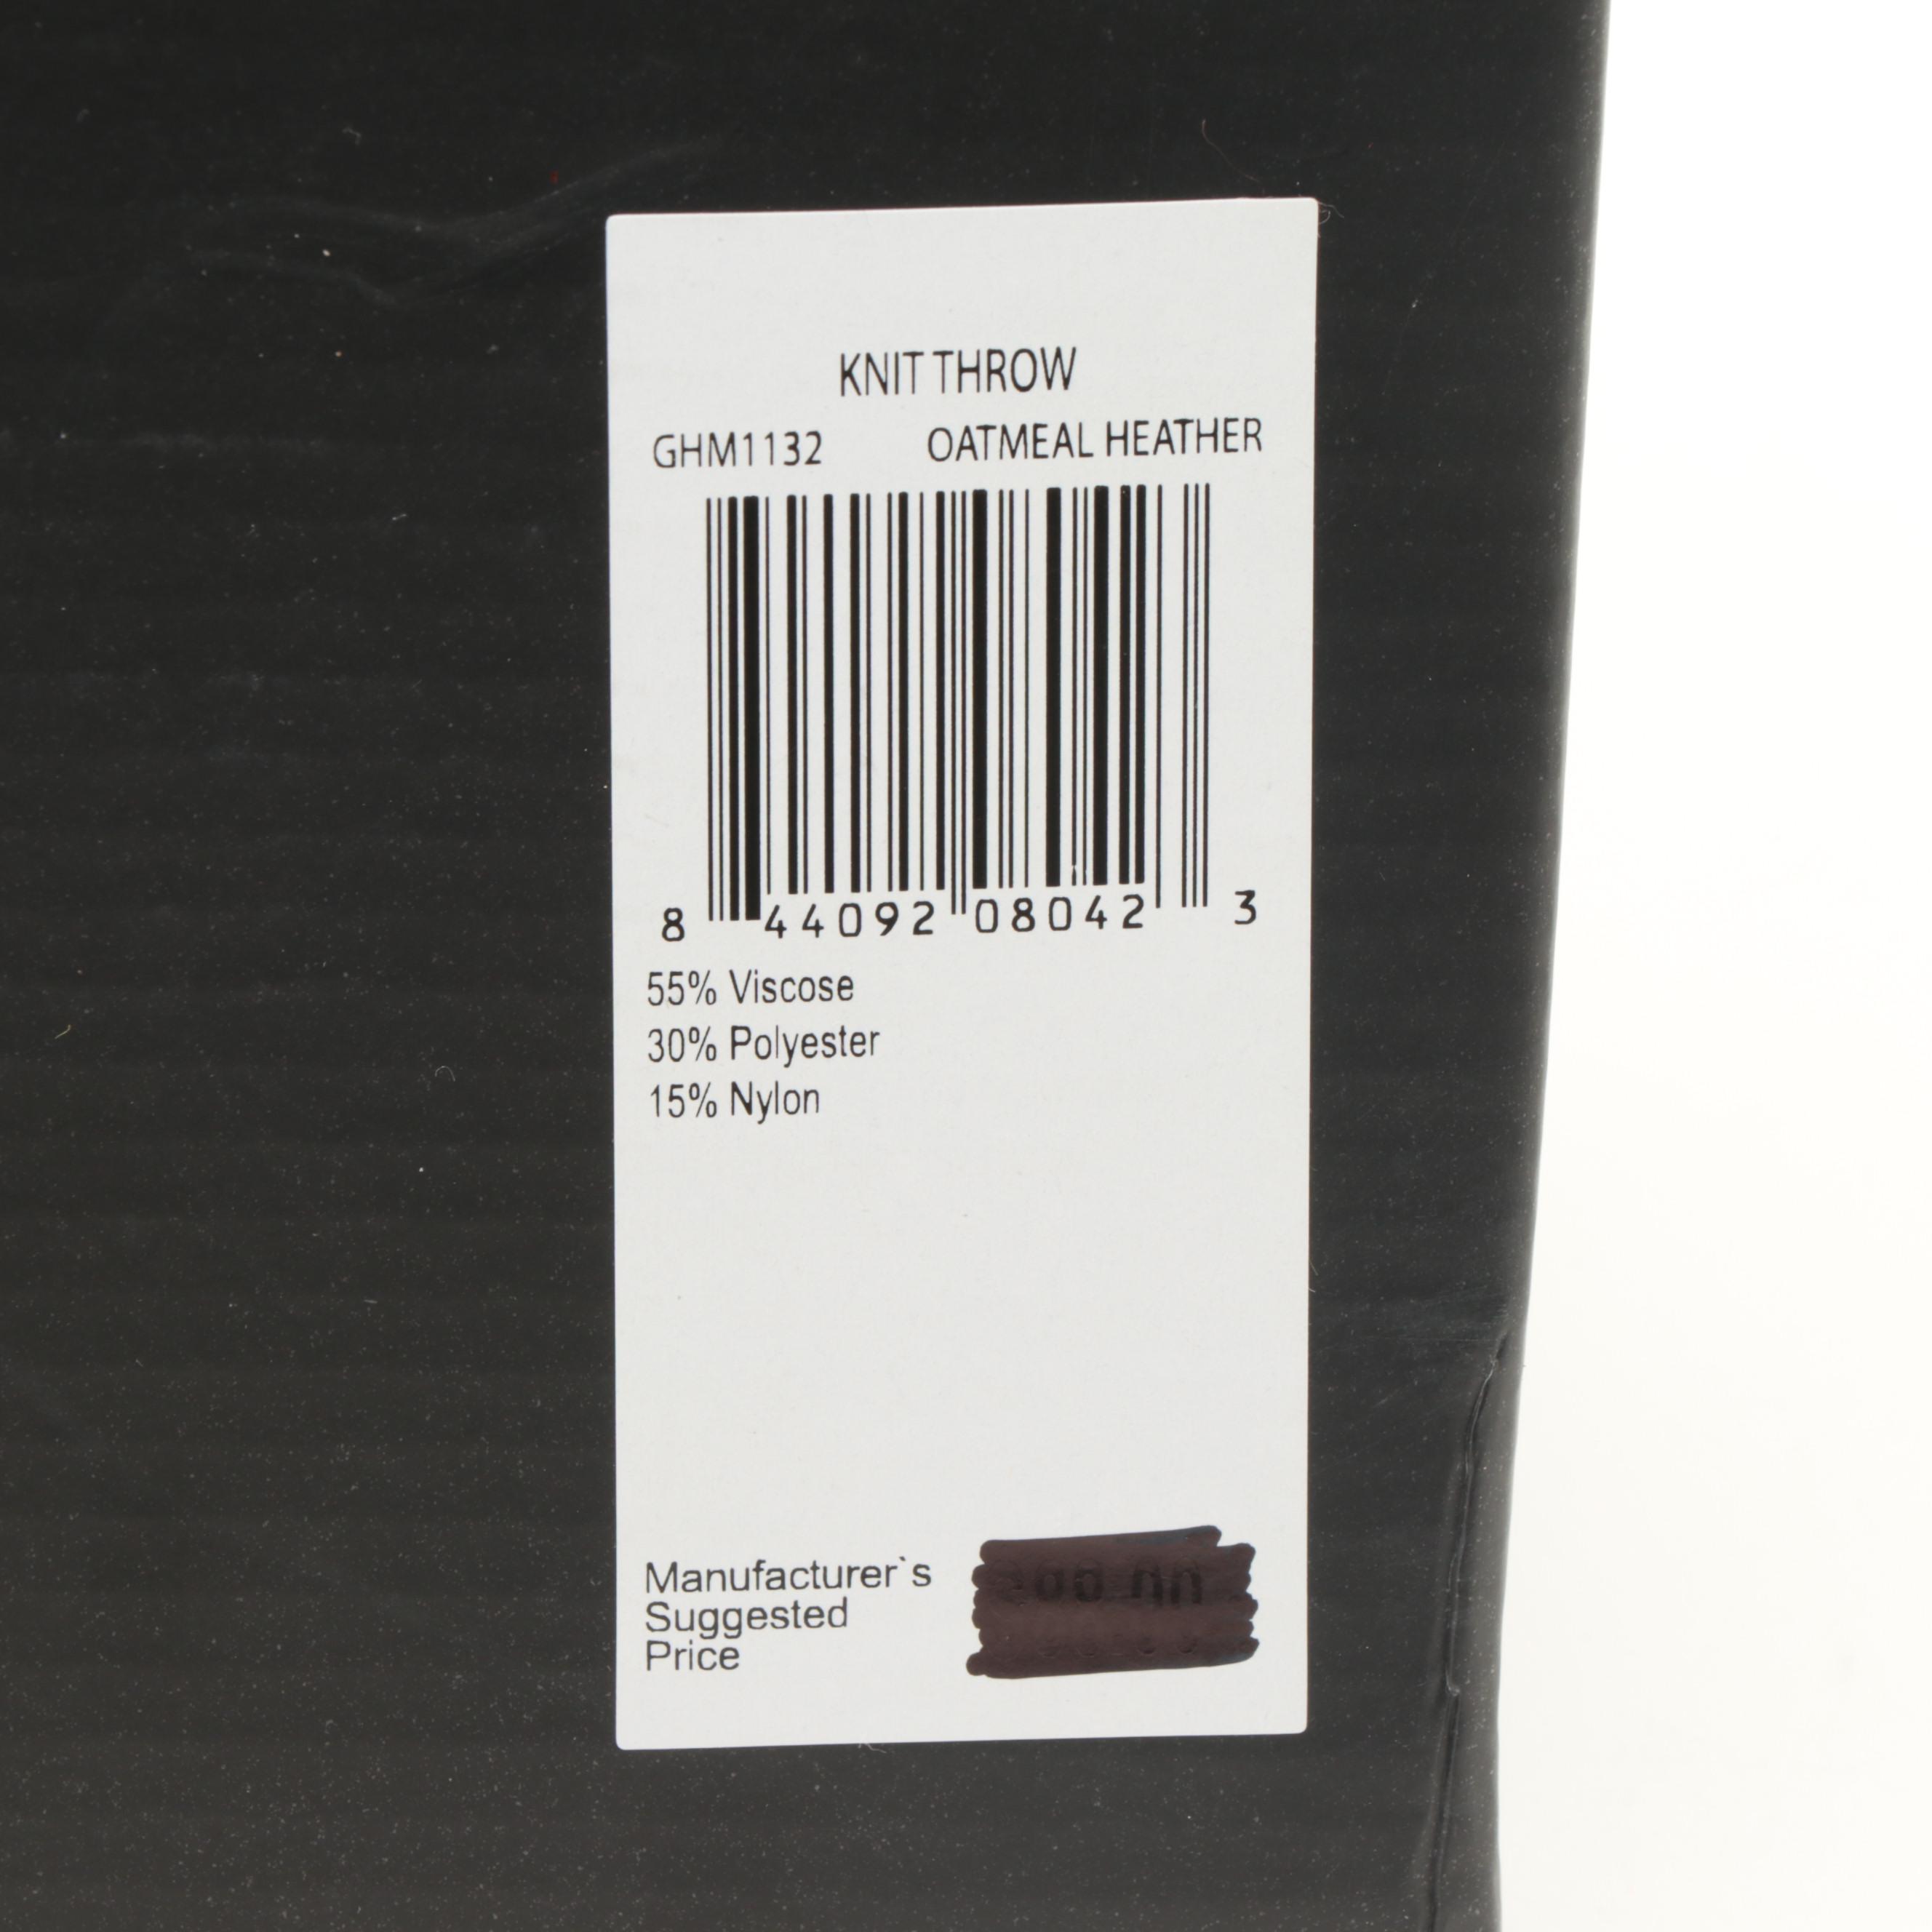 KNIT THROW
GHM1132 OATMEAL HEATHER
8 44092 08042 3
55% Viscose
30% Polyester
15% Nylon
Manufacturer`s
Suggested
Price